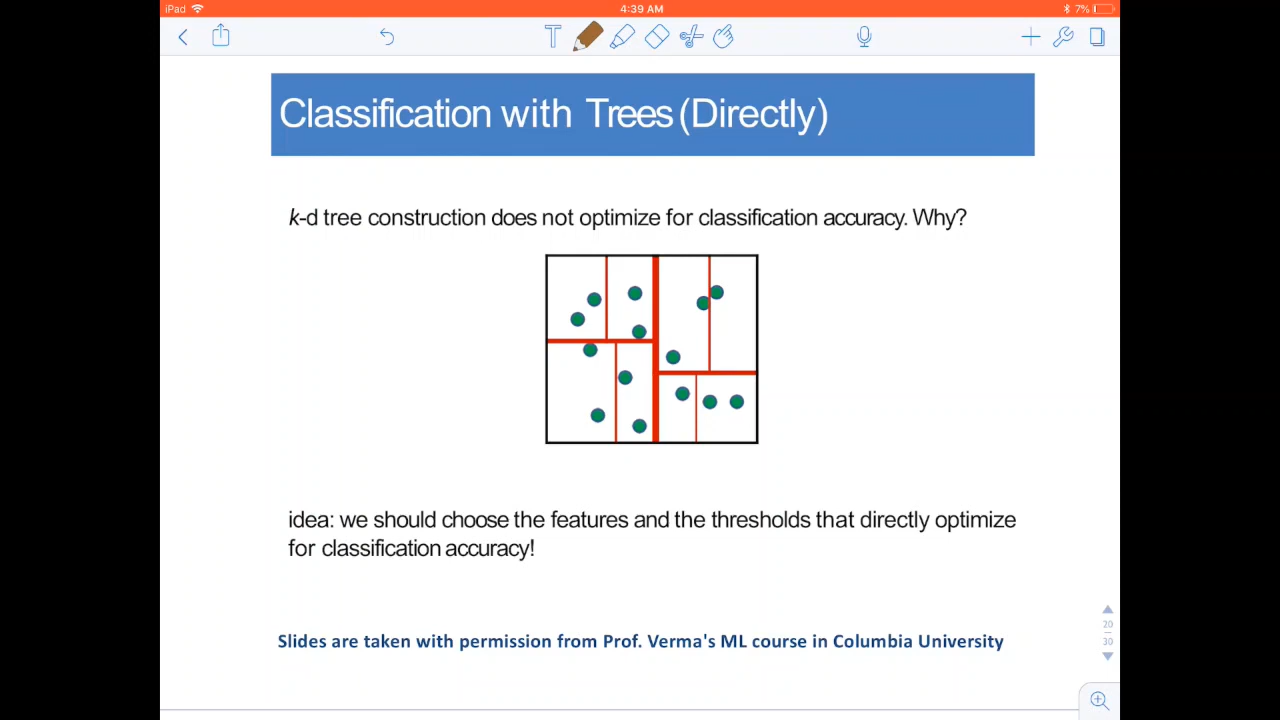 iPad 4:39 AM 7%
T
Classification with Trees (Directly)
k-d tree construction does not optimize for classification accuracy. Why?
idea: we should choose the features and the thresholds that directly optimize
for classification accuracy!
20
30
Slides are taken with permission from Prof. Verma's ML course in Columbia University